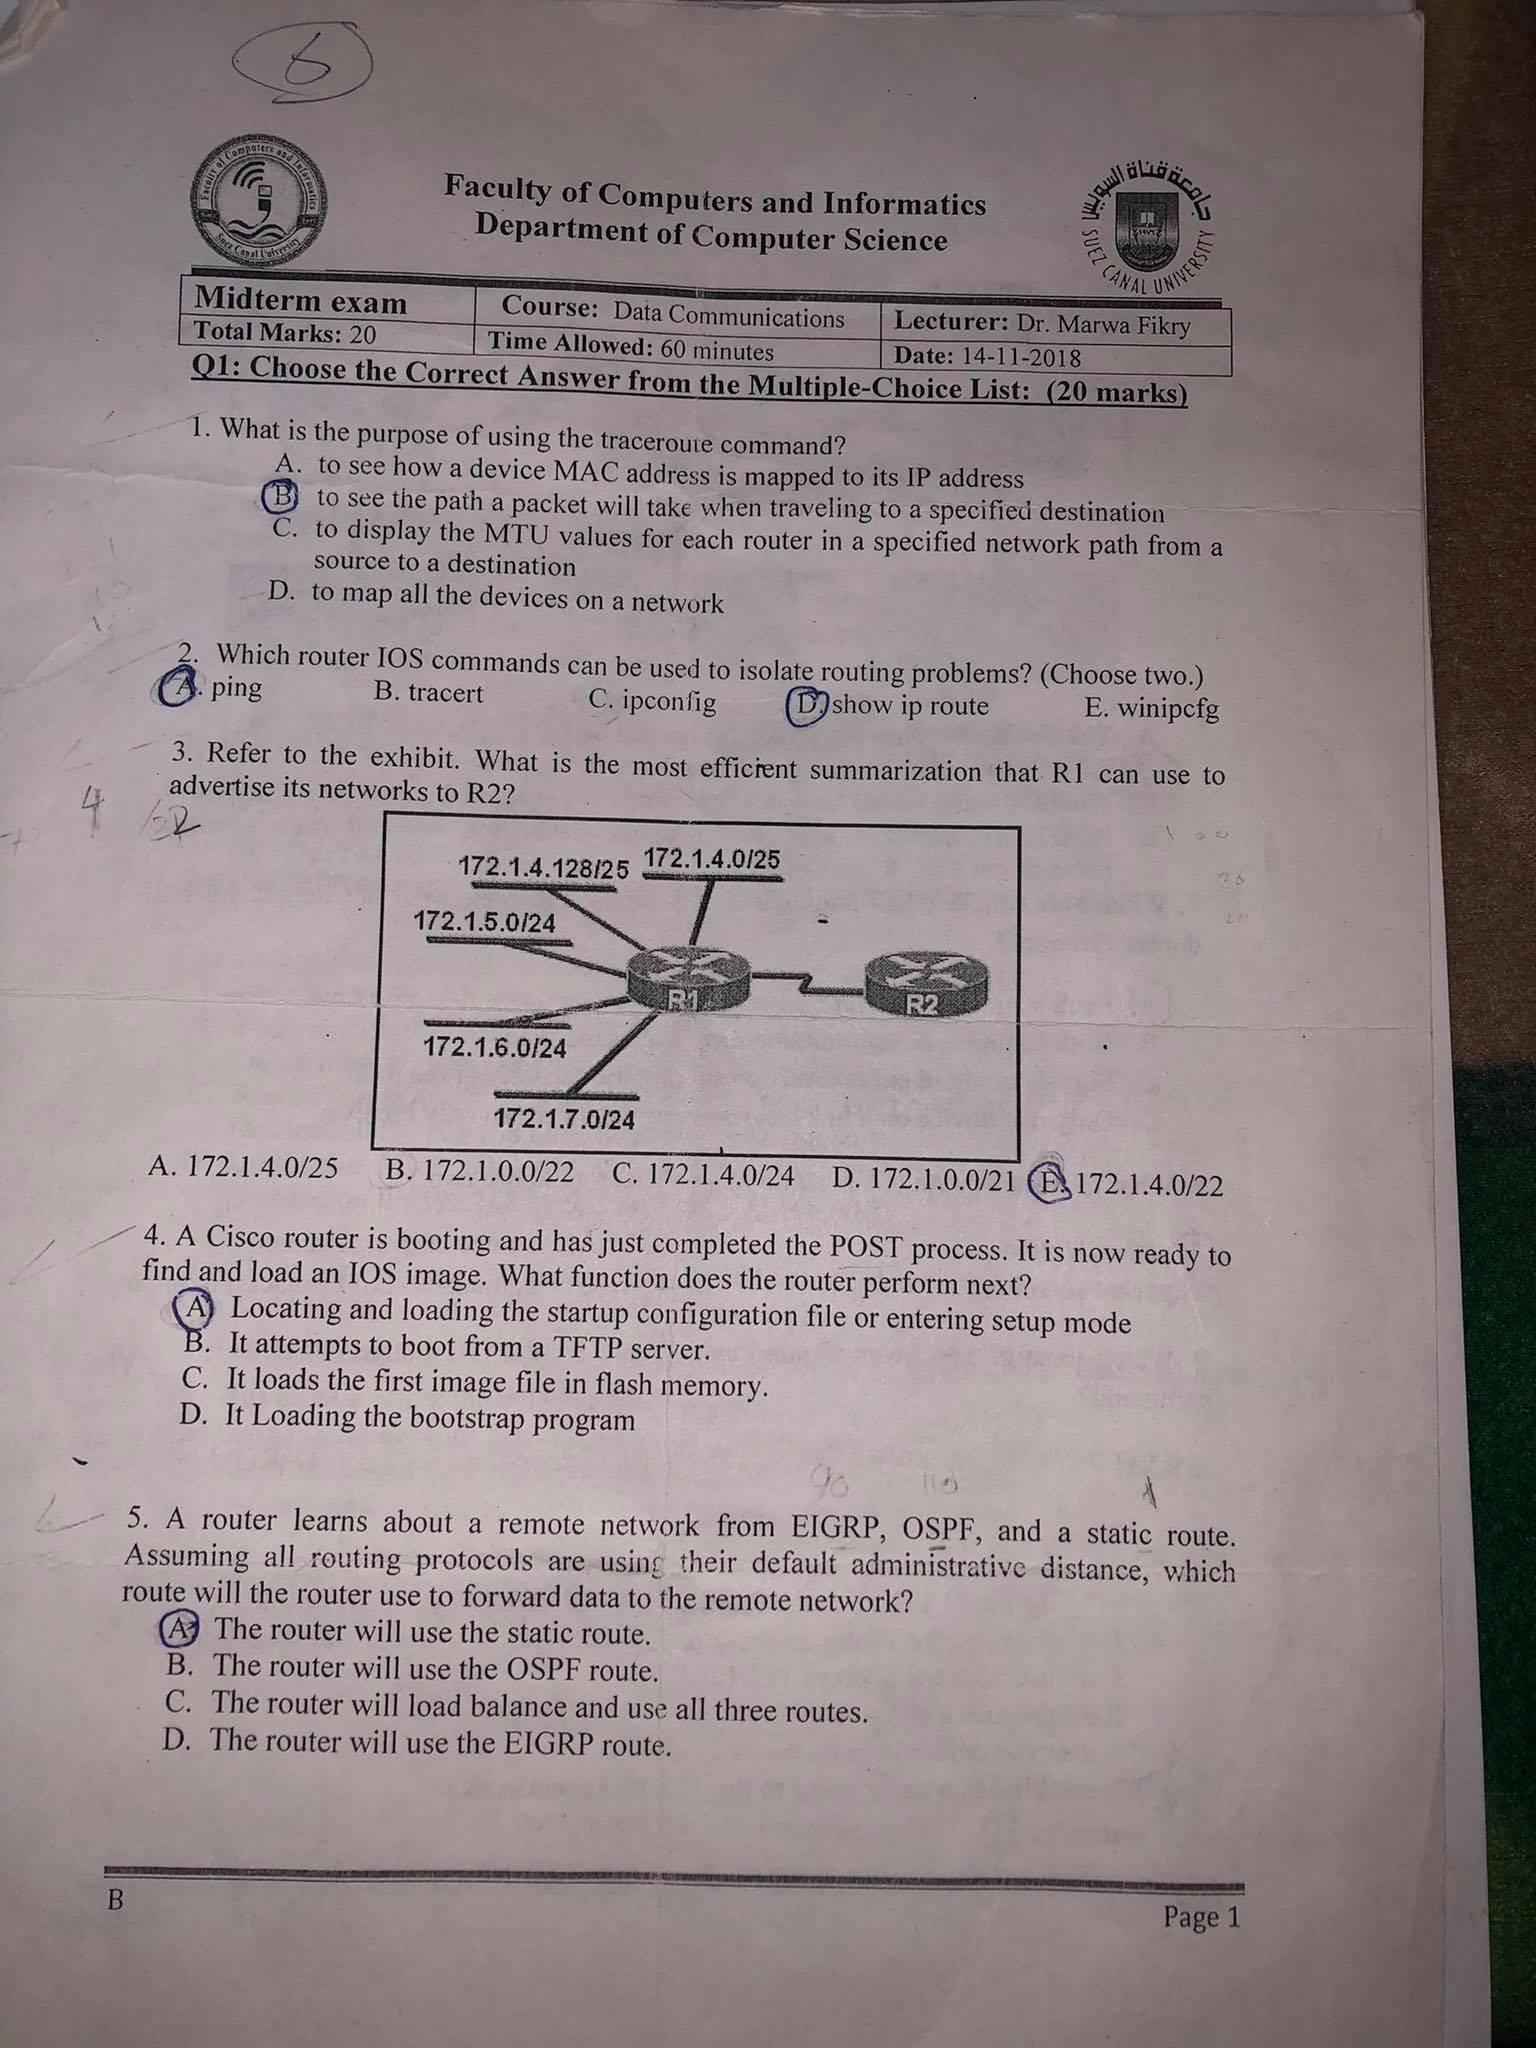 6
Faculty of Computers and Informatics
Suez Canal University
Faculty of Computers and Informatics
Department of Computer Science
جامعة قناة السويس
SUEZ CANAL UNIVERSITY
Midterm exam Course: Data Communications Lecturer: Dr. Marwa Fikry
Total Marks: 20 Time Allowed: 60 minutes Date: 14-11-2018
Q1: Choose the Correct Answer from the Multiple-Choice List: (20 marks)
1. What is the purpose of using the traceroute command?
A. to see how a device MAC address is mapped to its IP address
B to see the path a packet will take when traveling to a specified destination
C. to display the MTU values for each router in a specified network path from a
source to a destination
D. to map all the devices on a network
2. Which router IOS commands can be used to isolate routing problems? (Choose two.)
A. ping B. tracert C. ipconfig D. show ip route E. winipcfg
3. Refer to the exhibit. What is the most efficient summarization that R1 can use to
advertise its networks to R2?
4
172.1.4.128/25 172.1.4.0/25
172.1.5.0/24
R1 R2
172.1.6.0/24
172.1.7.0/24
A. 172.1.4.0/25 B. 172.1.0.0/22 C. 172.1.4.0/24 D. 172.1.0.0/21 E. 172.1.4.0/22
4. A Cisco router is booting and has just completed the POST process. It is now ready to
find and load an IOS image. What function does the router perform next?
A Locating and loading the startup configuration file or entering setup mode
B. It attempts to boot from a TFTP server.
C. It loads the first image file in flash memory.
D. It Loading the bootstrap program
90 110 1
5. A router learns about a remote network from EIGRP, OSPF, and a static route.
Assuming all routing protocols are using their default administrative distance, which
route will the router use to forward data to the remote network?
A. The router will use the static route.
B. The router will use the OSPF route.
C. The router will load balance and use all three routes.
D. The router will use the EIGRP route.
B
Page 1